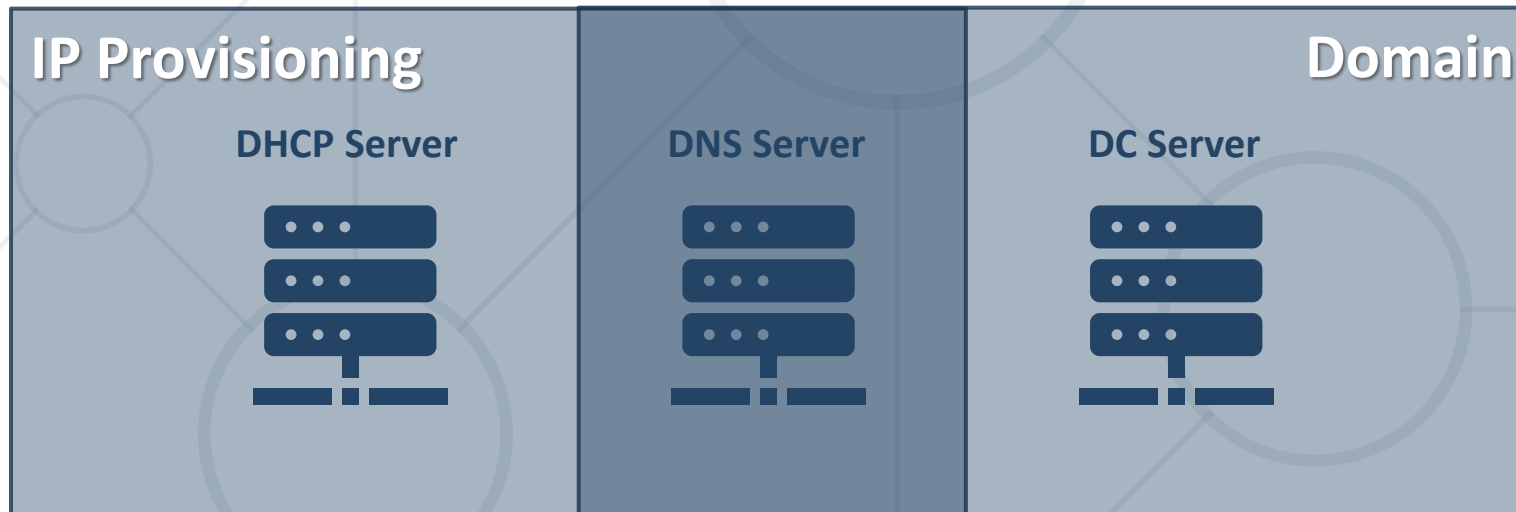 IP Provisioning
Domain
DHCP Server
DNS Server
DC Server